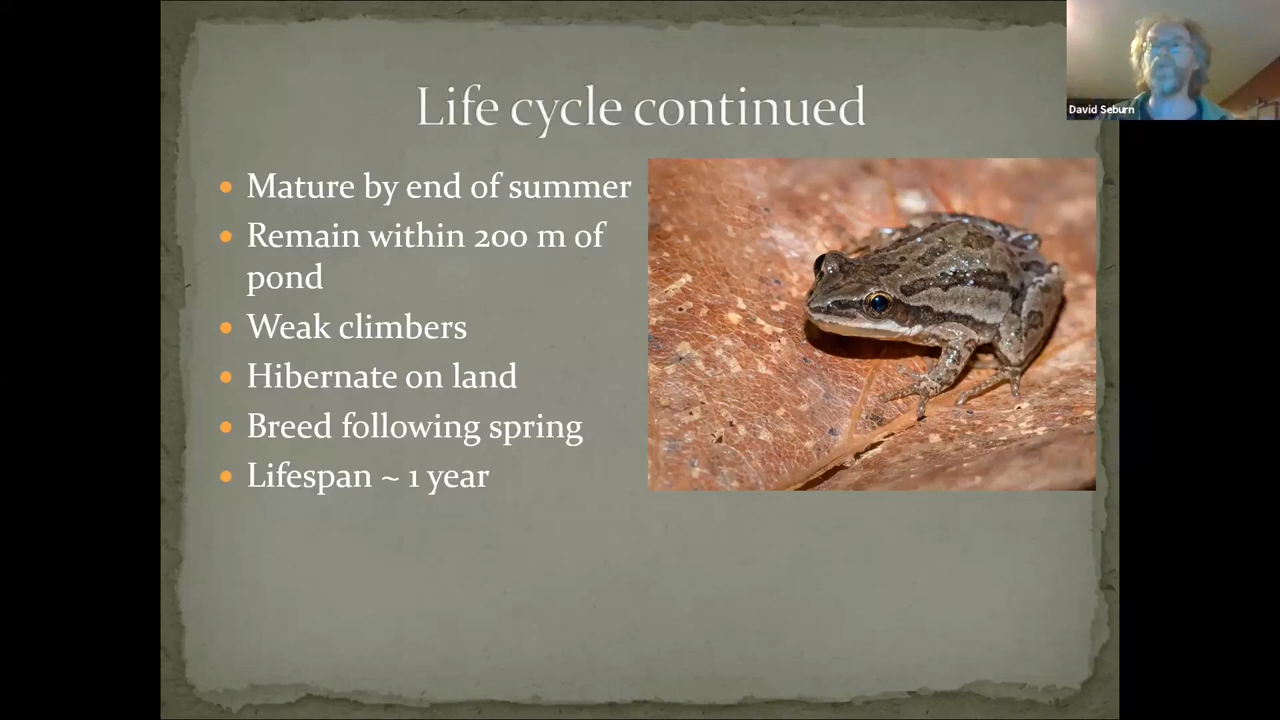 Life cycle continued
David Seburn
Mature by end of summer
Remain within 200 m of
pond
Weak climbers
Hibernate on land
Breed following spring
Lifespan ~ 1 year